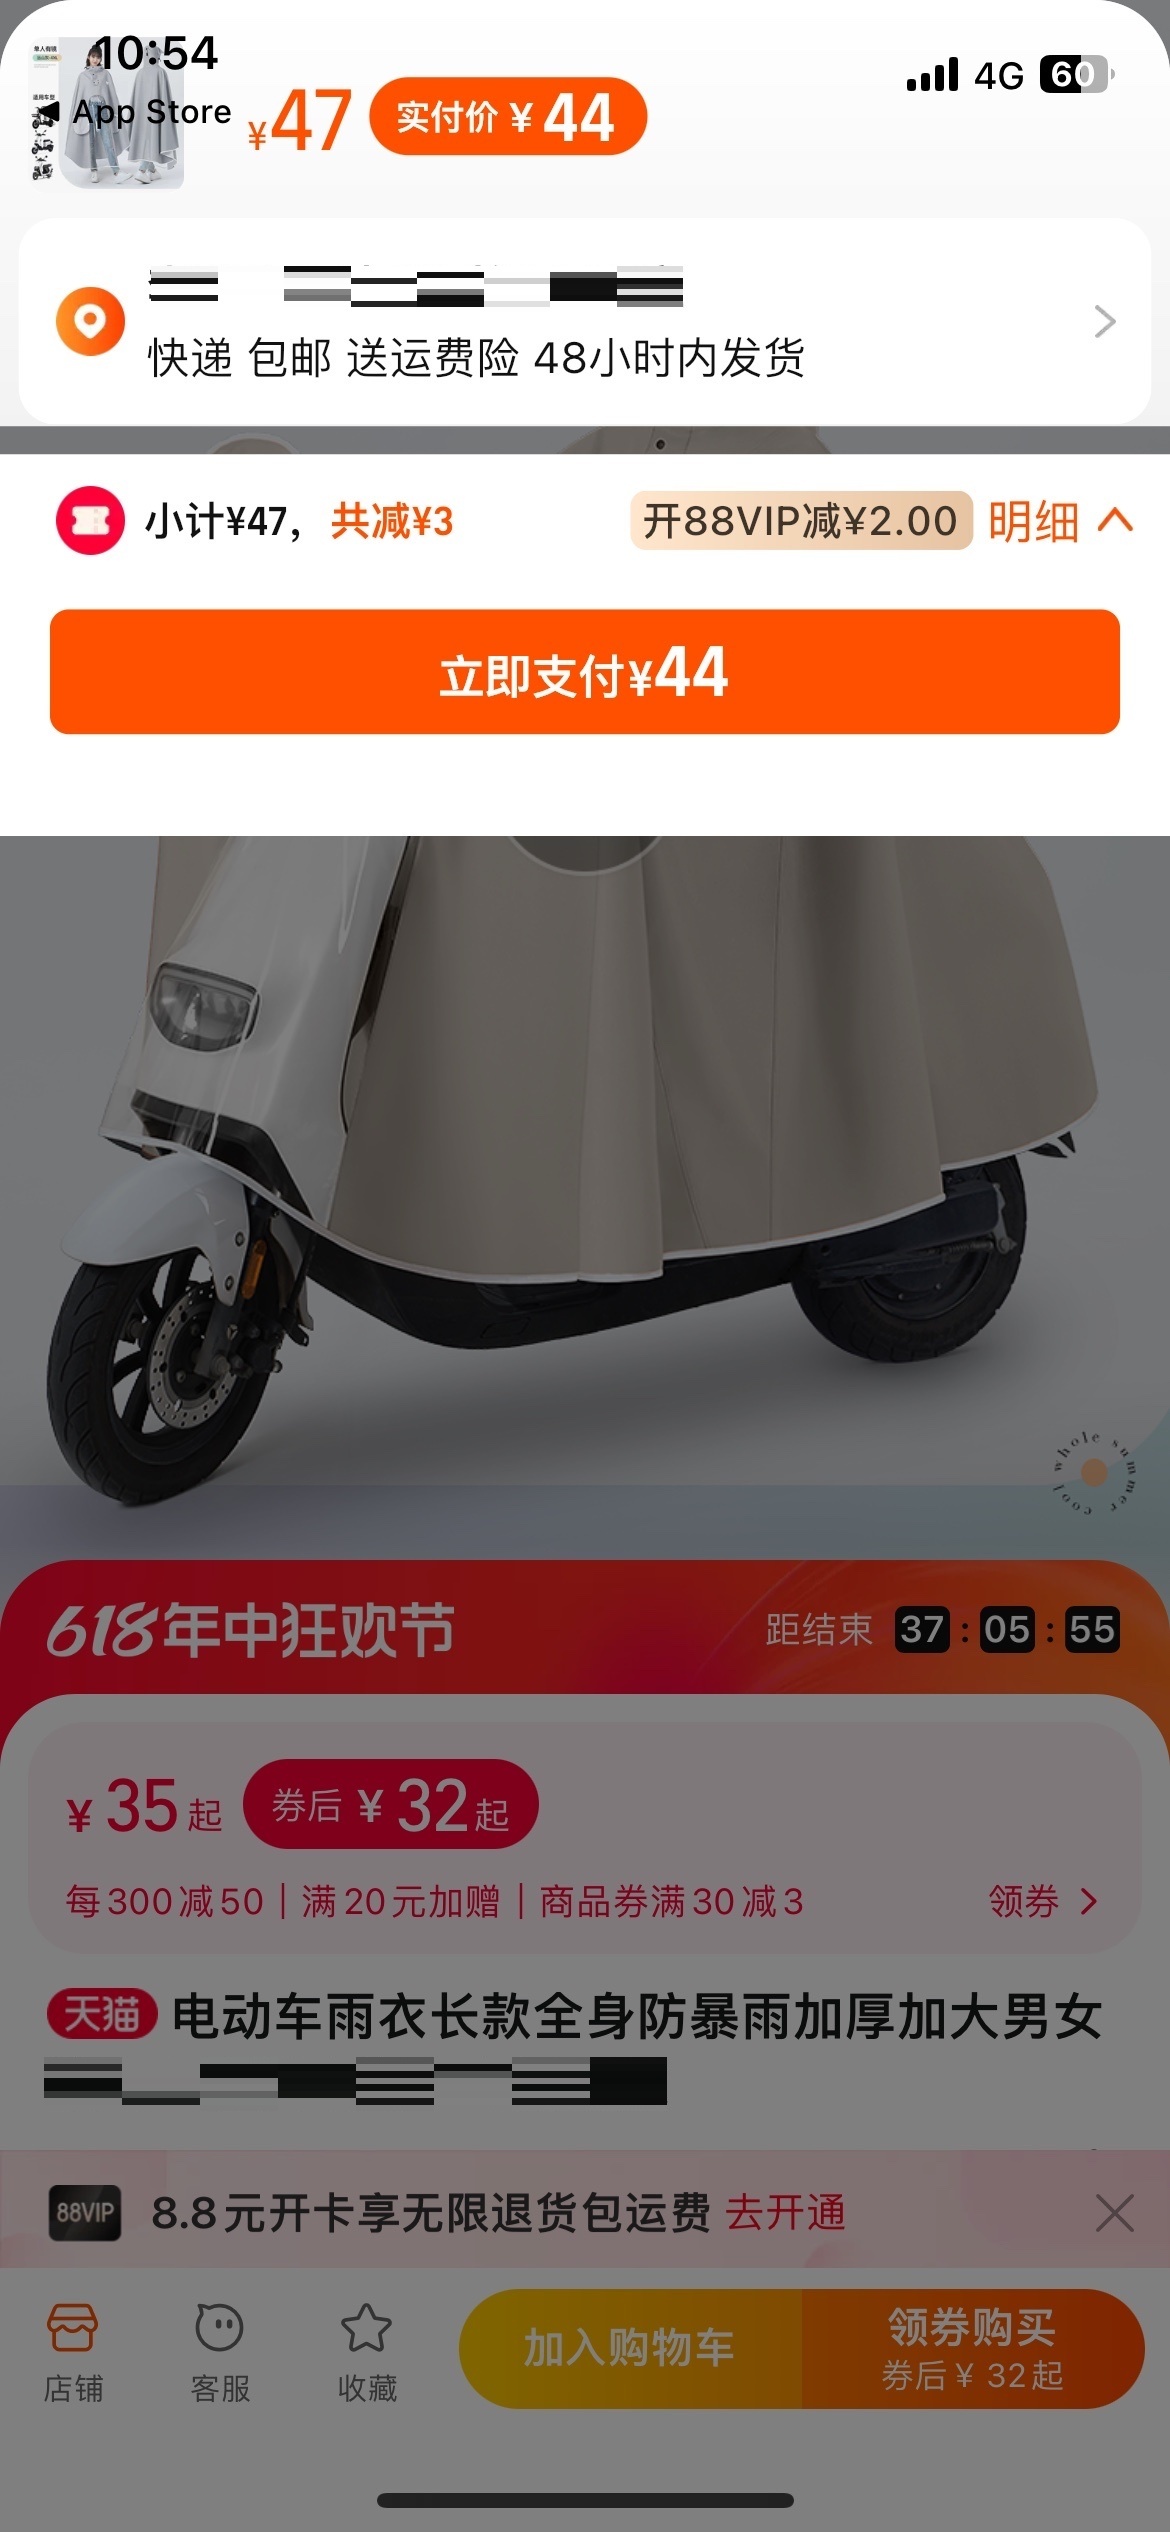 10:54
App Store
4G 60
单人有镜
适用车型
¥47 实付价 ¥44
快递 包邮 送运费险 48小时内发货
小计¥47, 共减¥3 开88VIP减¥2.00 明细
立即支付¥44
whole summer cool
618年中狂欢节 距结束 37:05:55
¥35起 券后¥32起
每300减50 | 满20元加赠 | 商品券满30减3 领券
天猫 电动车雨衣长款全身防暴雨加厚加大男女
88VIP 8.8元开卡享无限退货包运费 去开通
店铺 客服 收藏 加入购物车 领券购买
券后¥ 32起